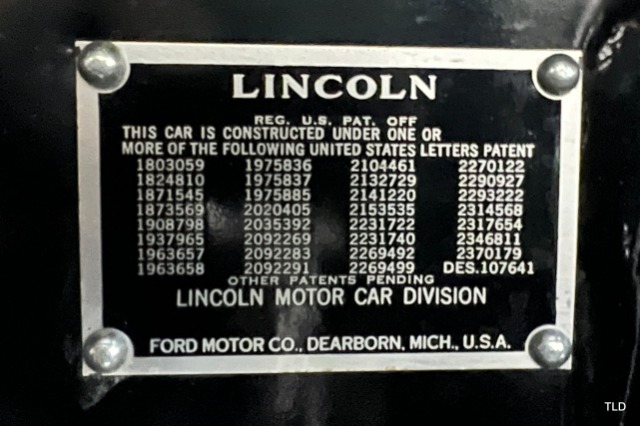 LINCOLN
REG. U.S. PAT. OFF
THIS CAR IS CONSTRUCTED UNDER ONE OR
MORE OF THE FOLLOWING UNITED STATES LETTERS PATENT
1803059 1975836 2104461 2270122
1824810 1975837 2132729 2290927
1871545 1975885 2141220 2293222
1873569 2020405 2153535 2314568
1908798 2035392 2231722 2317654
1937965 2092269 2231740 2346811
1963657 2092283 2269492 2370179
1963658 2092291 2269499 DES.107641
OTHER PATENTS PENDING
LINCOLN MOTOR CAR DIVISION
FORD MOTOR CO., DEARBORN, MICH., U.S.A.
TLD